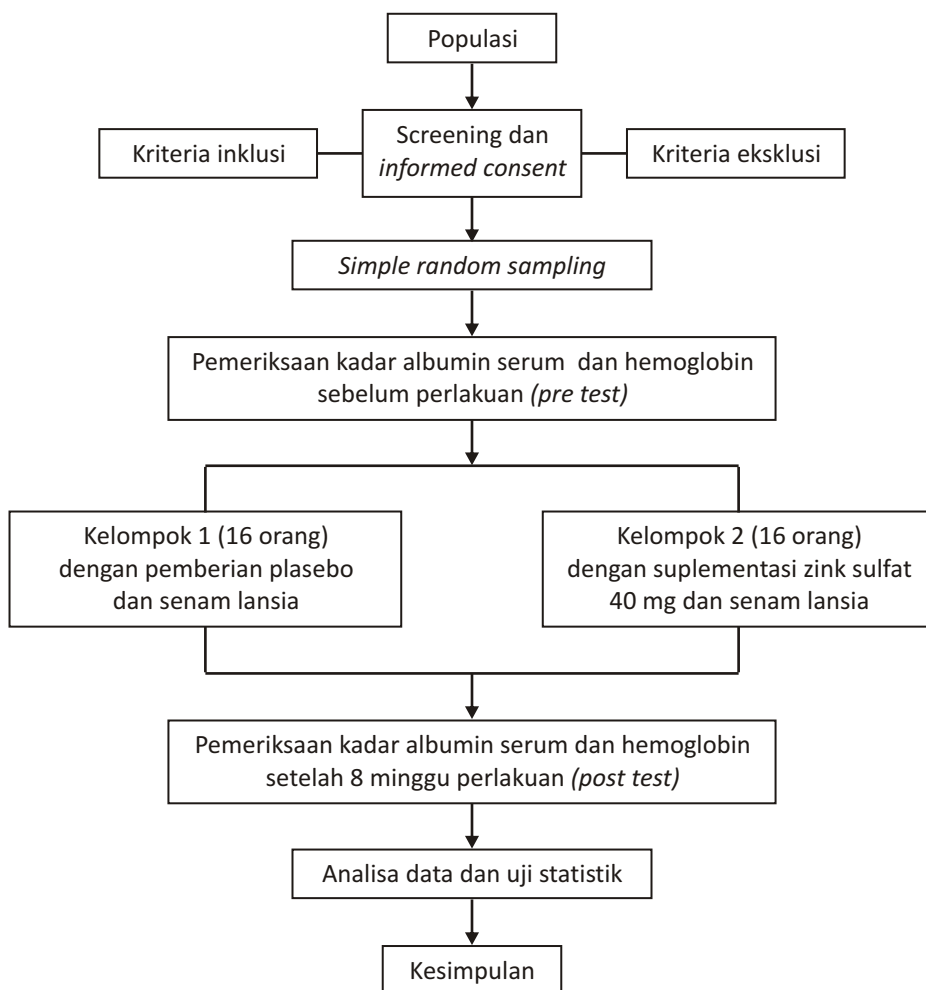 Populasi
Kriteria inklusi
Screening dan
informed consent
Kriteria eksklusi
Simple random sampling
Pemeriksaan kadar albumin serum dan hemoglobin
sebelum perlakuan (pre test)
Kelompok 1 (16 orang)
dengan pemberian plasebo
dan senam lansia
Kelompok 2 (16 orang)
dengan suplementasi zink sulfat
40 mg dan senam lansia
Pemeriksaan kadar albumin serum dan hemoglobin
setelah 8 minggu perlakuan (post test)
Analisa data dan uji statistik
Kesimpulan